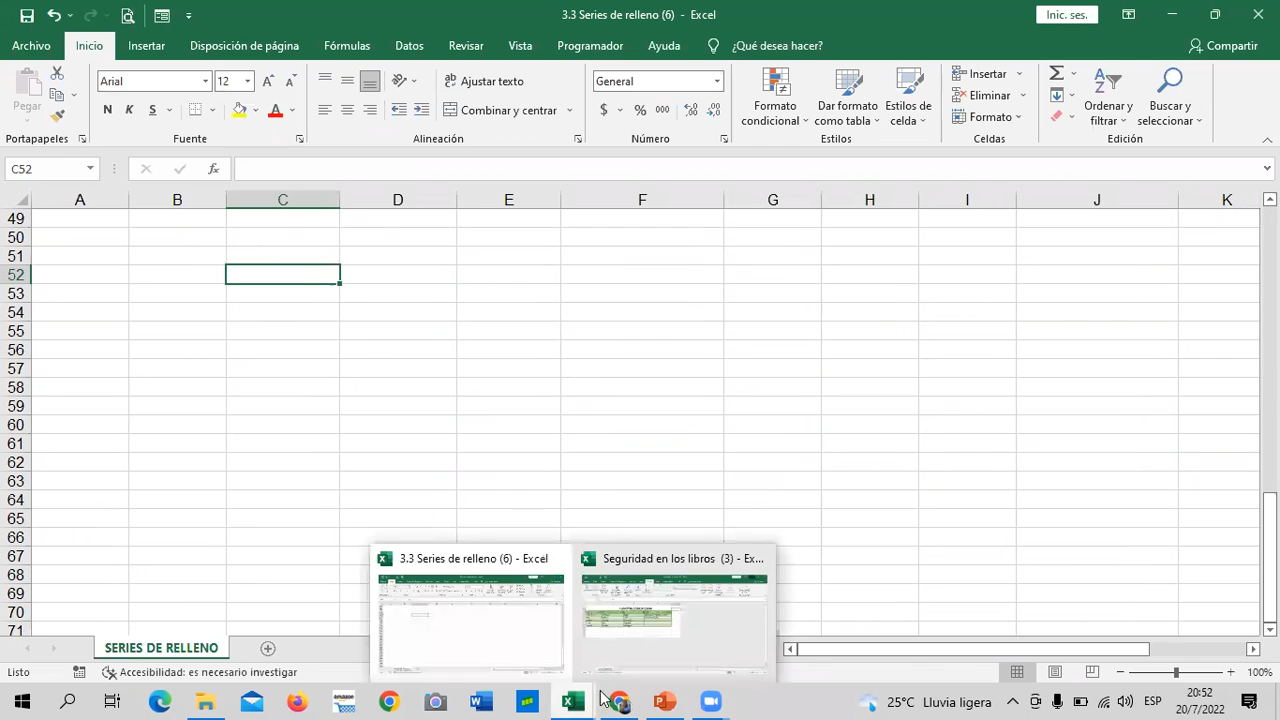 3.3 Series de relleno (6) - Excel
Inic. ses.
Archivo Inicio Insertar Disposición de página Fórmulas Datos Revisar Vista Programador Ayuda ¿Qué desea hacer? Compartir
Pegar
Arial 12
N K S
Ajustar texto
Combinar y centrar
General
$ % 000
Formato condicional
Dar formato como tabla
Estilos de celda
Insertar
Eliminar
Formato
Ordenar y filtrar
Buscar y seleccionar
Portapapeles Fuente Alineación Número Estilos Celdas Edición
C52 fx
A B C D E F G H I J K
49
50
51
52
53
54
55
56
57
58
59
60
61
62
63
64
65
66
67
68
69
70
71
3.3 Series de relleno (6) - Excel
Seguridad en los libros (3) - Ex...
SERIES DE RELLENO
Listo Accesibilidad: es necesario investigar 100%
25°C Lluvia ligera ESP
20:52
20/7/2022